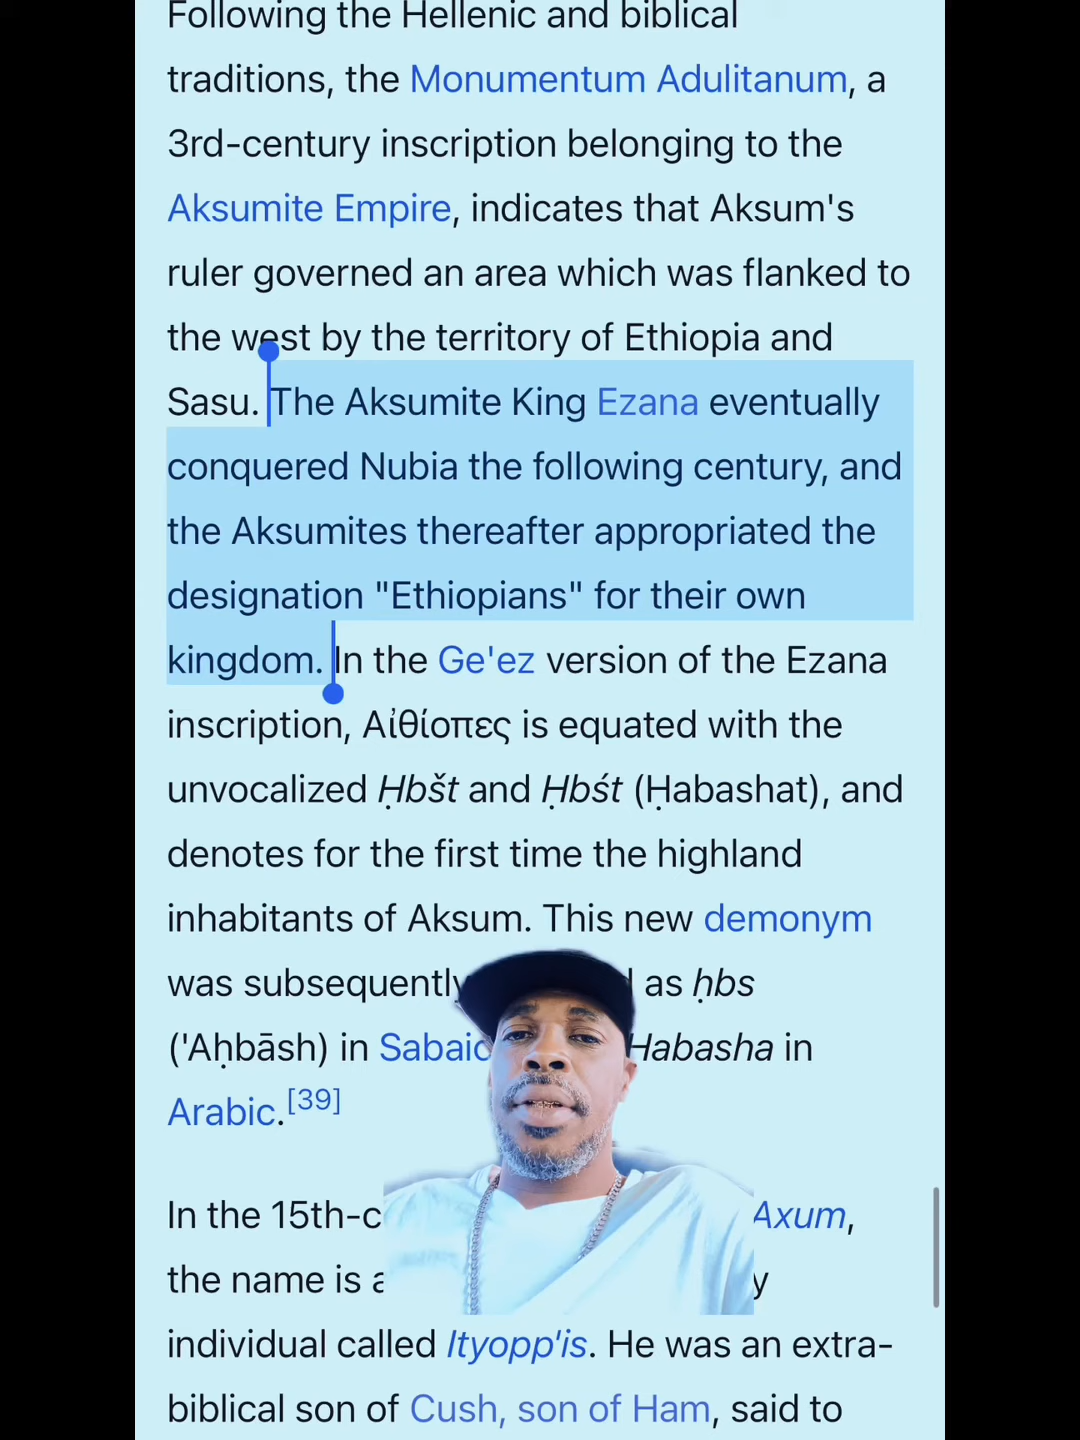 Following the Hellenic and biblical
traditions, the Monumentum Adulitanum, a
3rd-century inscription belonging to the
Aksumite Empire, indicates that Aksum's
ruler governed an area which was flanked to
the west by the territory of Ethiopia and
Sasu. The Aksumite King Ezana eventually
conquered Nubia the following century, and
the Aksumites thereafter appropriated the
designation "Ethiopians" for their own
kingdom. In the Ge'ez version of the Ezana
inscription, Αἰθίοπες is equated with the
unvocalized Ḥbšt and Ḥbśt (Ḥabashat), and
denotes for the first time the highland
inhabitants of Aksum. This new demonym
was subsequently as ḥbs
('Aḥbāsh) in Sabaic Habasha in
Arabic.[39]
In the 15th-c Axum,
the name is
individual called Ityopp'is. He was an extra-
biblical son of Cush, son of Ham, said to